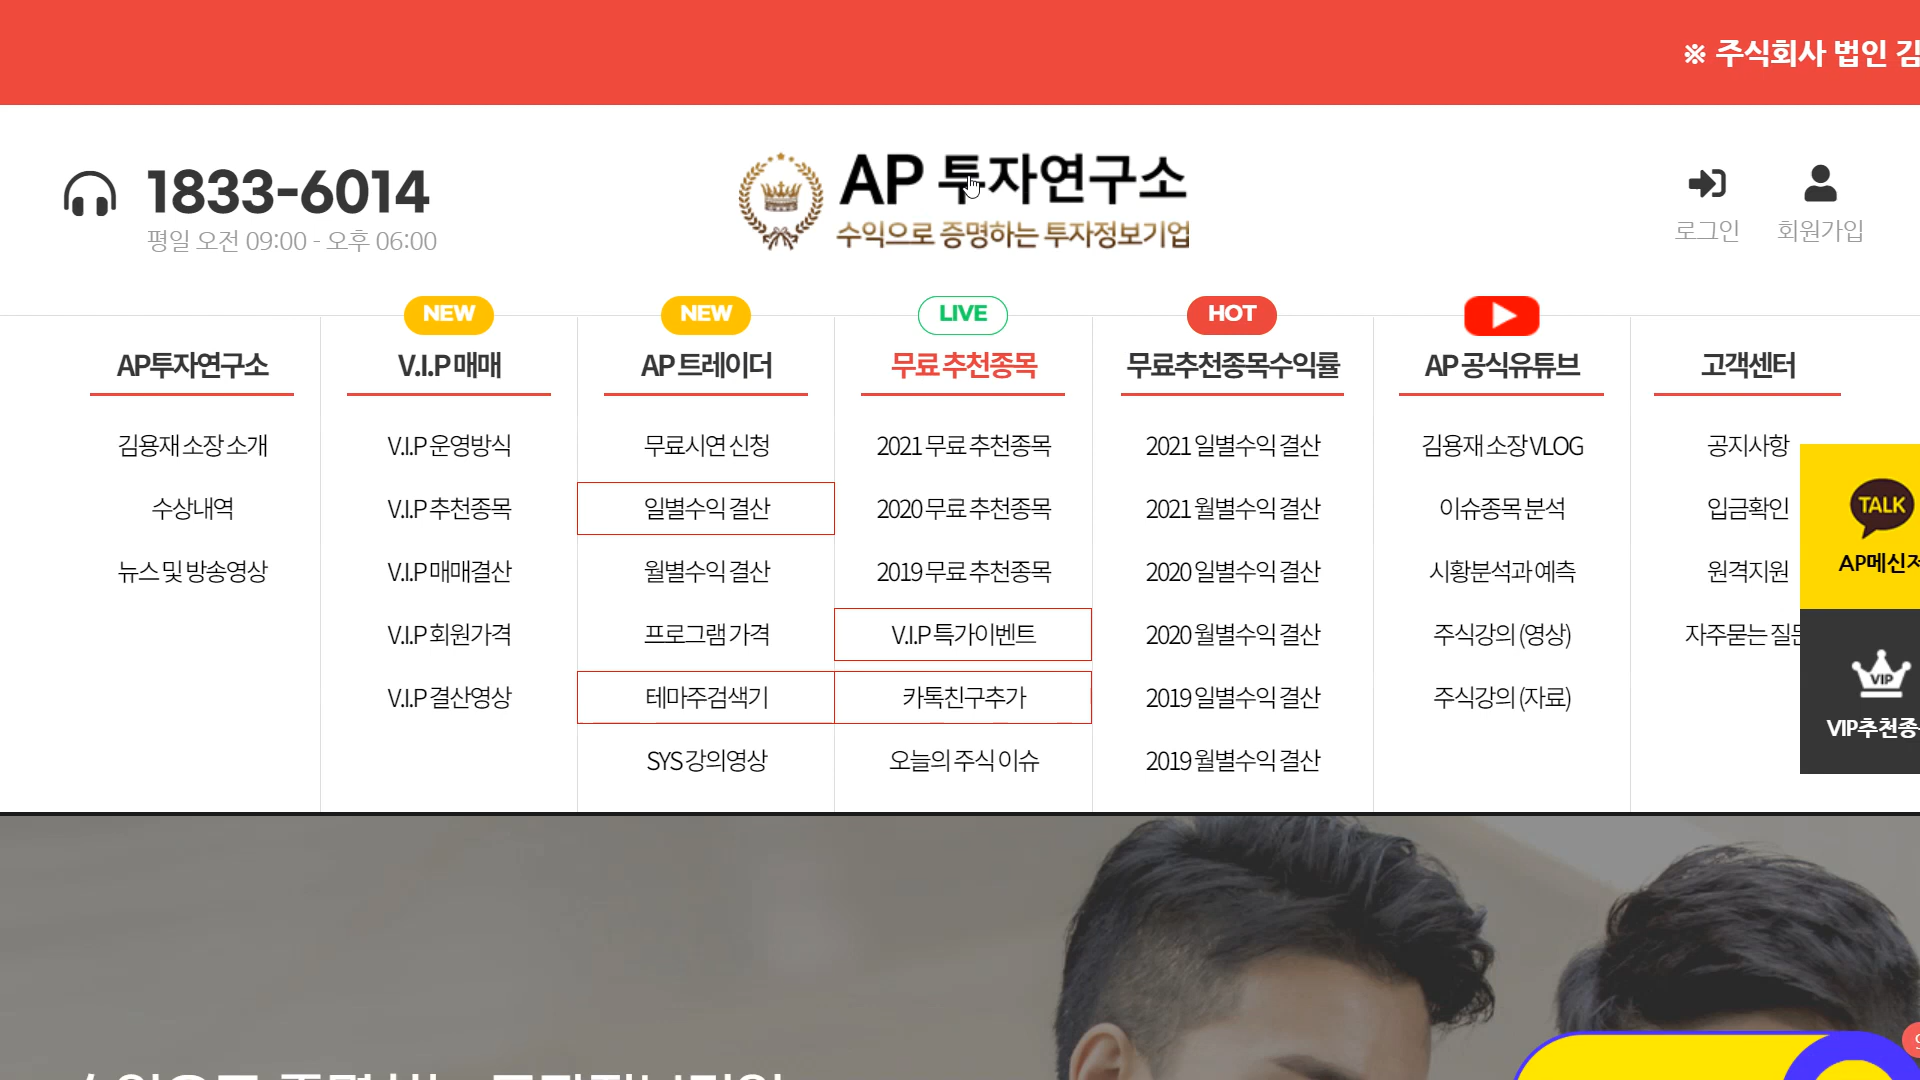 ※ 주식회사 법인
1833-6014
평일 오전 09:00 - 오후 06:00
AP 투자연구소
수익으로 증명하는 투자정보기업
로그인
회원가입
NEW
NEW
LIVE
HOT
AP투자연구소
V.I.P 매매
AP 트레이더
무료 추천종목
무료추천종목수익률
AP 공식유튜브
고객센터
김용재 소장 소개
수상내역
뉴스 및 방송영상
V.I.P 운영방식
V.I.P 추천종목
V.I.P 매매결산
V.I.P 회원가격
V.I.P 결산영상
무료시연 신청
일별수익 결산
월별수익 결산
프로그램 가격
테마주검색기
SYS 강의영상
2021 무료 추천종목
2020 무료 추천종목
2019 무료 추천종목
V.I.P 특가이벤트
카톡친구추가
오늘의 주식 이슈
2021 일별수익 결산
2021 월별수익 결산
2020 일별수익 결산
2020 월별수익 결산
2019 일별수익 결산
2019 월별수익 결산
김용재 소장 VLOG
이슈종목 분석
시황분석과 예측
주식강의 (영상)
주식강의 (자료)
공지사항
입금확인
원격지원
자주묻는
TALK
AP메신저
VIP
VIP추천종